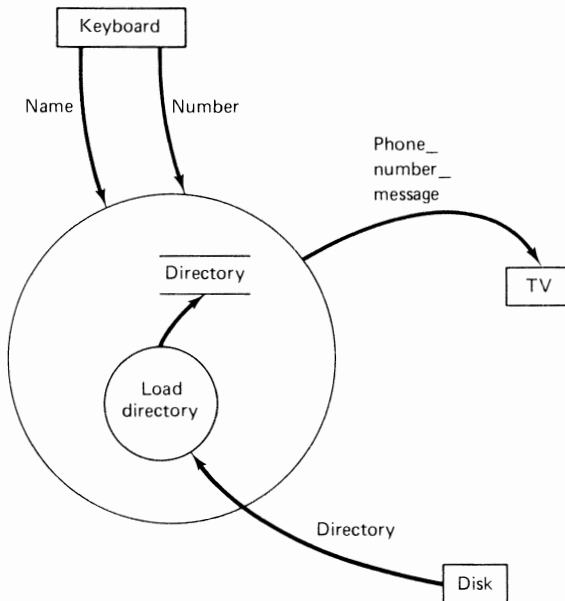 Keyboard
Name
Number
Phone_
number_
message
Directory
TV
Load
directory
Directory
Disk